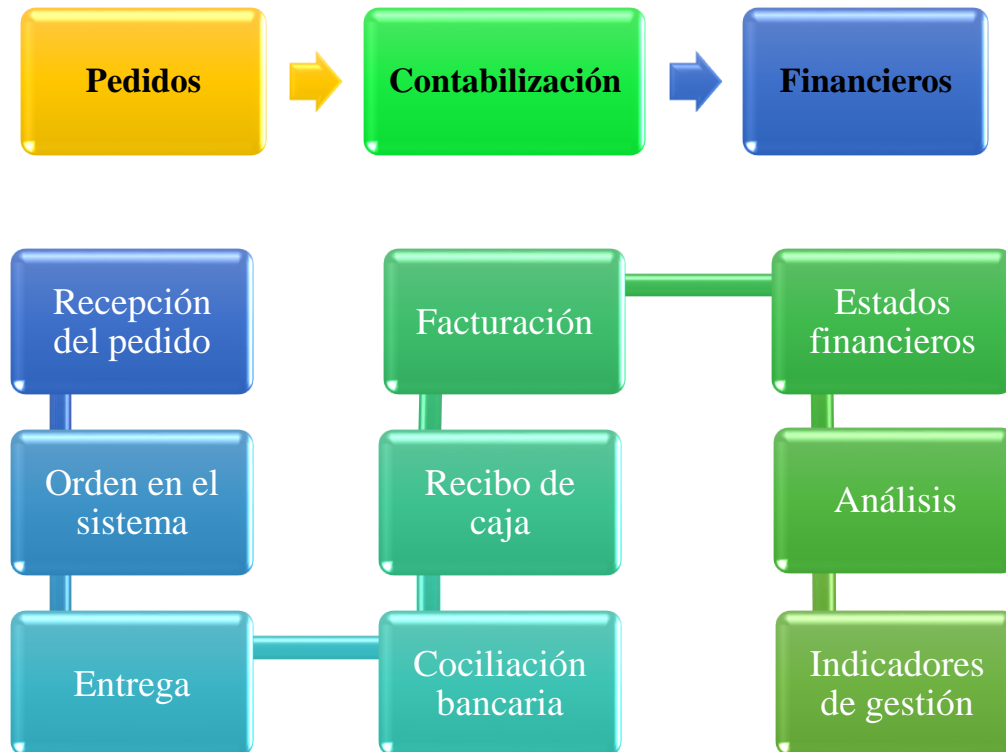 Pedidos
Contabilización
Financieros
Recepción
del pedido
Orden en el
sistema
Entrega
Facturación
Recibo de
caja
Cociliación
bancaria
Estados
financieros
Análisis
Indicadores
de gestión